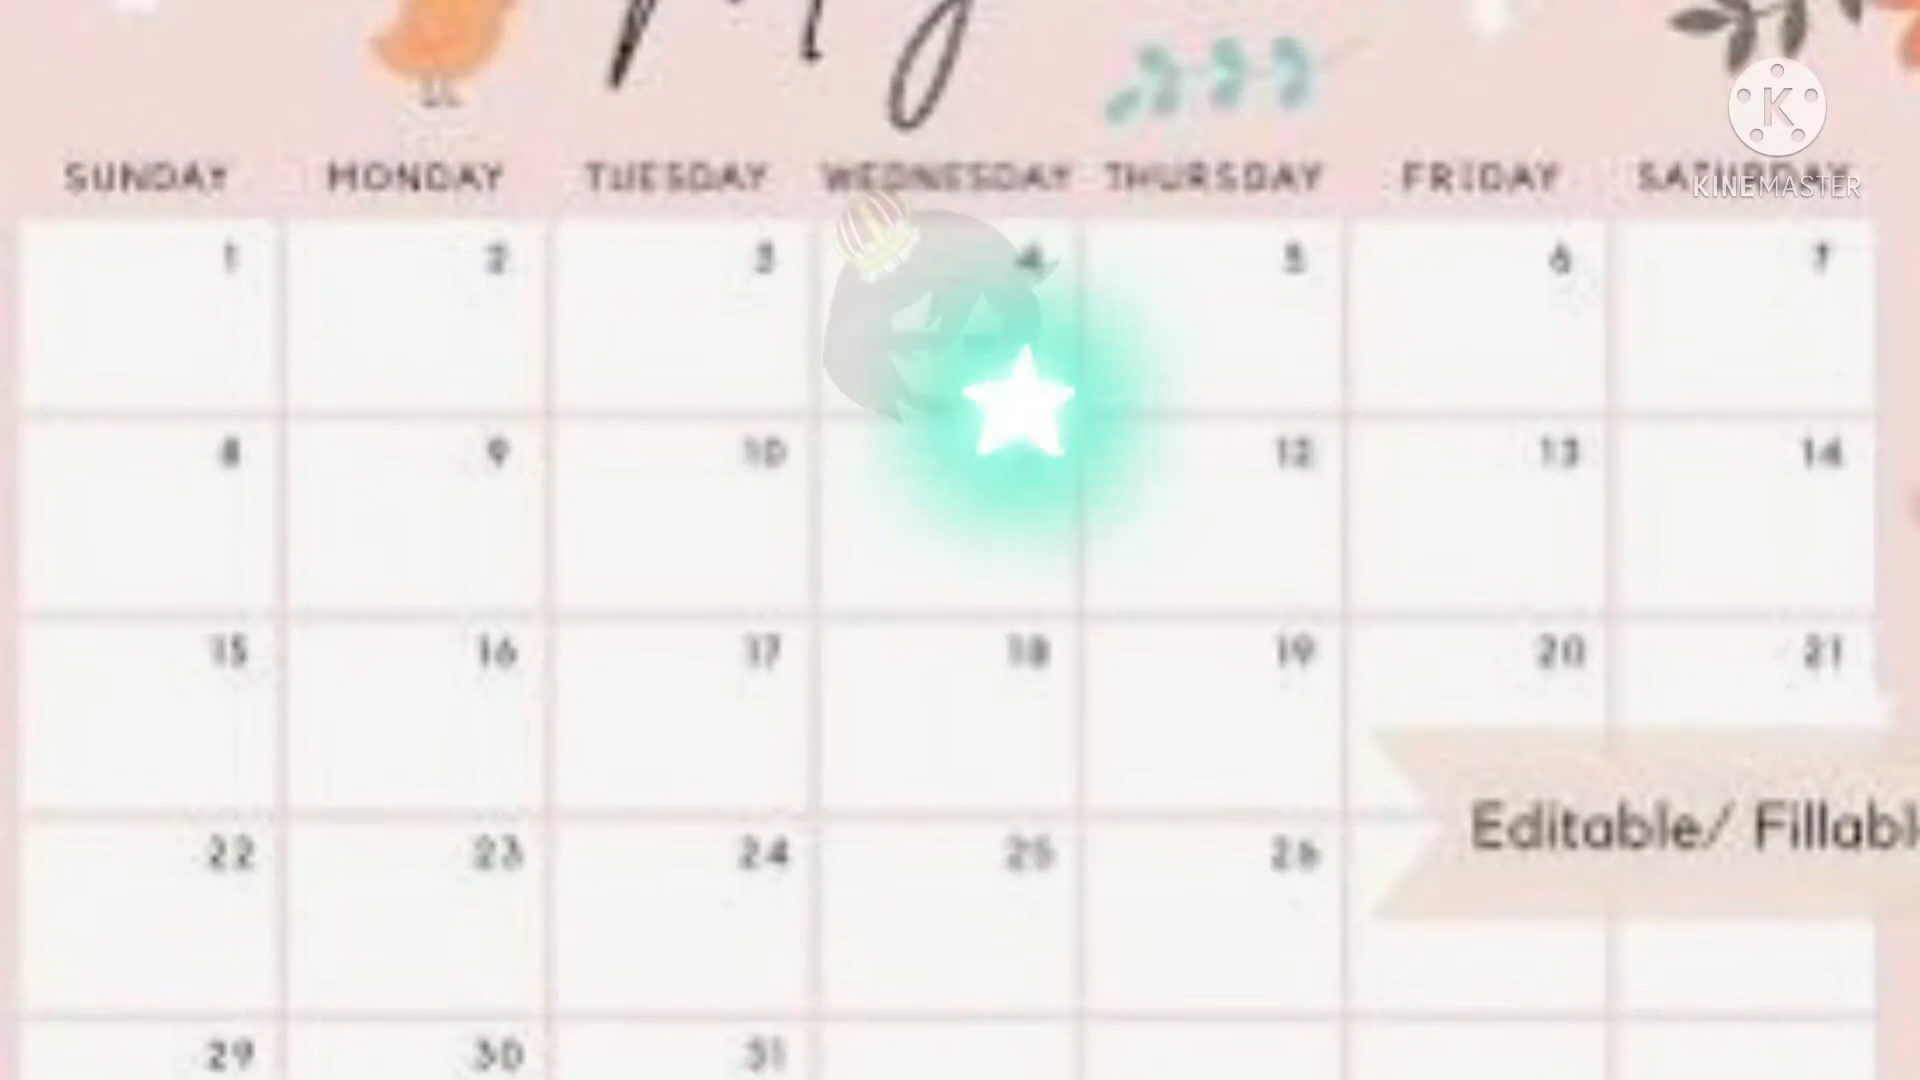 My
SUNDAY MONDAY TUESDAY WEDNESDAY THURSDAY FRIDAY SATURDAY
K
KINEMASTER
1 2 3 4 5 6 7
8 9 10 12 13 14
15 16 17 18 19 20 21
Editable/ Fillabl
22 23 24 25 26
29 30 31